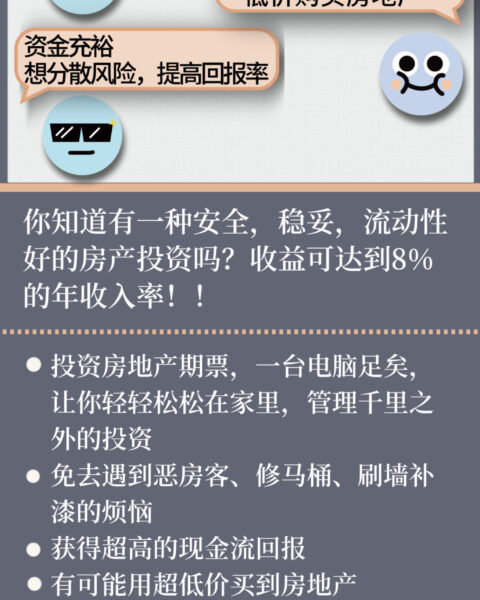 低价购买房地产
资金充裕
想分散风险，提高回报率
你知道有一种安全，稳妥，流动性
好的房产投资吗？收益可达到8%
的年收入率！！
投资房地产期票，一台电脑足矣，
让你轻轻松松在家里，管理千里之
外的投资
免去遇到恶房客、修马桶、刷墙补
漆的烦恼
获得超高的现金流回报
有可能用超低价买到房地产